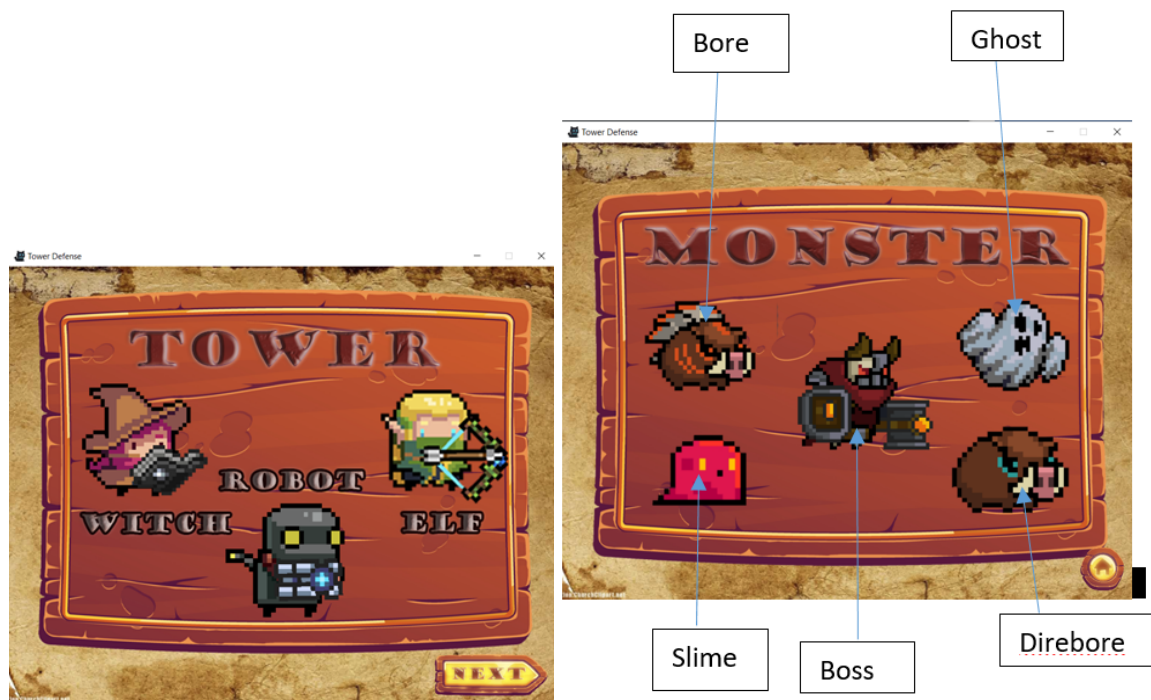 Bore
Ghost
Tower Defense
MONSTER
Slime
Boss
Direbore
Tower Defense
TOWER
ROBOT
WITCH
ELF
NEXT